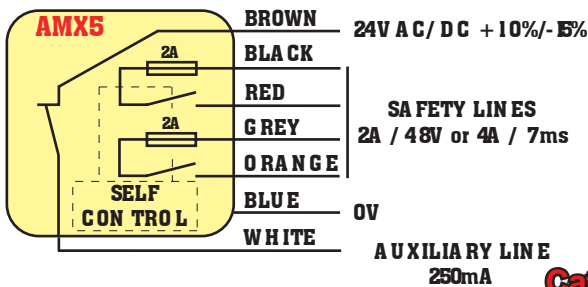 AMX5
BROWN
24V AC/DC +10%/-15%
2A
BLACK
RED
SAFETY LINES
2A / 48V or 4A / 7ms
2A
GREY
ORANGE
SELF
CONTROL
BLUE
0V
WHITE
AUXILIARY LINE
250mA